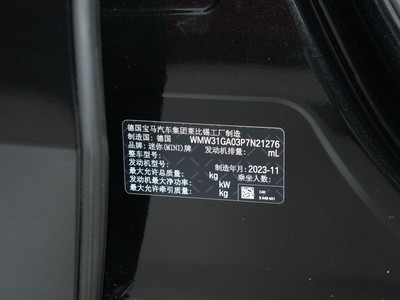 德国宝马汽车集团莱比锡工厂制造
制造国：德国 WMW31GA03P7N21276
品牌：迷你(MINI)牌 发动机排量： mL
整车型号：
发动机型号： 制造年月：2023-11
最大允许总质量： kg 乘坐人数：
发动机最大净功率： kW
最大允许牵引质量： kg